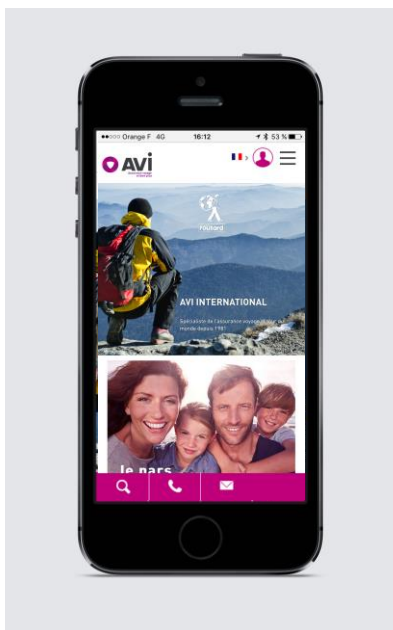 Orange F 4G 16:12 53 %
AVi
routard
AVI INTERNATIONAL
Spécialiste de l'assurance voyage
monde depuis 1981
Je pars